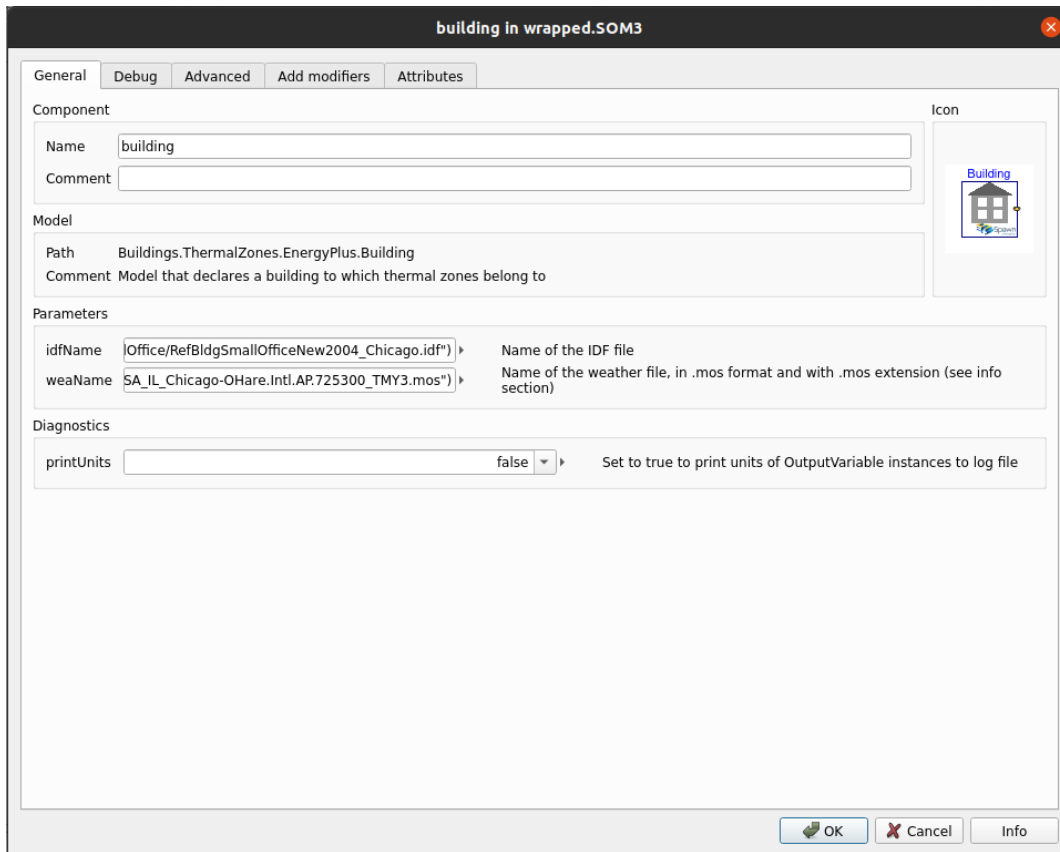 building in wrapped.SOM3
General Debug Advanced Add modifiers Attributes
Component
Name building
Comment
Icon
Building
Spawn
Model
Path Buildings.ThermalZones.EnergyPlus.Building
Comment Model that declares a building to which thermal zones belong to
Parameters
idfName lOffice/RefBldgSmallOfficeNew2004_Chicago.idf") Name of the IDF file
weaName SA_IL_Chicago-OHare.Intl.AP.725300_TMY3.mos") Name of the weather file, in .mos format and with .mos extension (see info
section)
Diagnostics
printUnits false Set to true to print units of OutputVariable instances to log file
OK Cancel Info